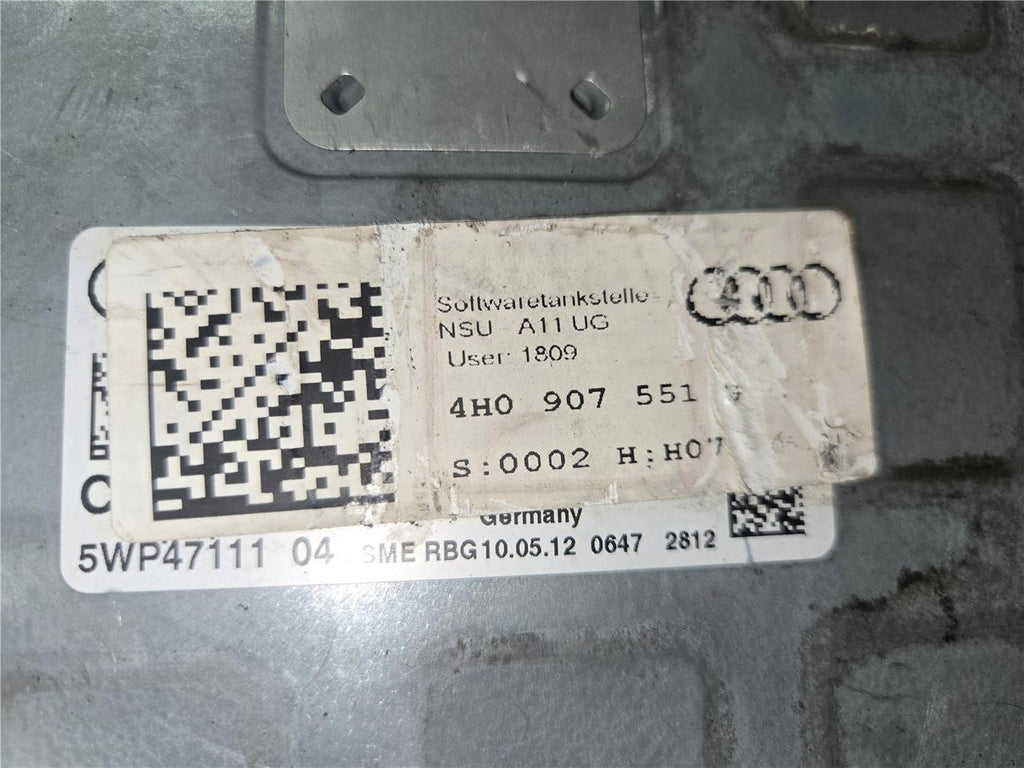 Softwaretankstelle
NSU A11UG
User: 1809
4H0 907 551
S:0002 H:H07
C
Germany
5WP47111 04 SME RBG10.05.12 0647 2812